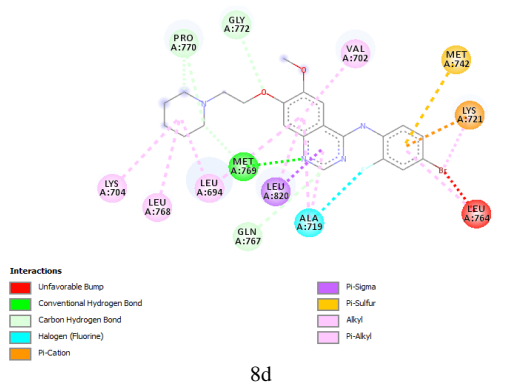 GLY
A:772
PRO
A:770
VAL
A:702
MET
A:742
LYS
A:721
N
O
O
N
Br
LYS
A:704
LEU
A:768
LEU
A:694
MET
A:769
LEU
A:820
N
N
GLN
A:767
ALA
A:719
LEU
A:764
Interactions
Unfavorable Bump
Conventional Hydrogen Bond
Carbon Hydrogen Bond
Halogen (Fluorine)
Pi-Cation
Pi-Sigma
Pi-Sulfur
Alkyl
Pi-Alkyl
8d